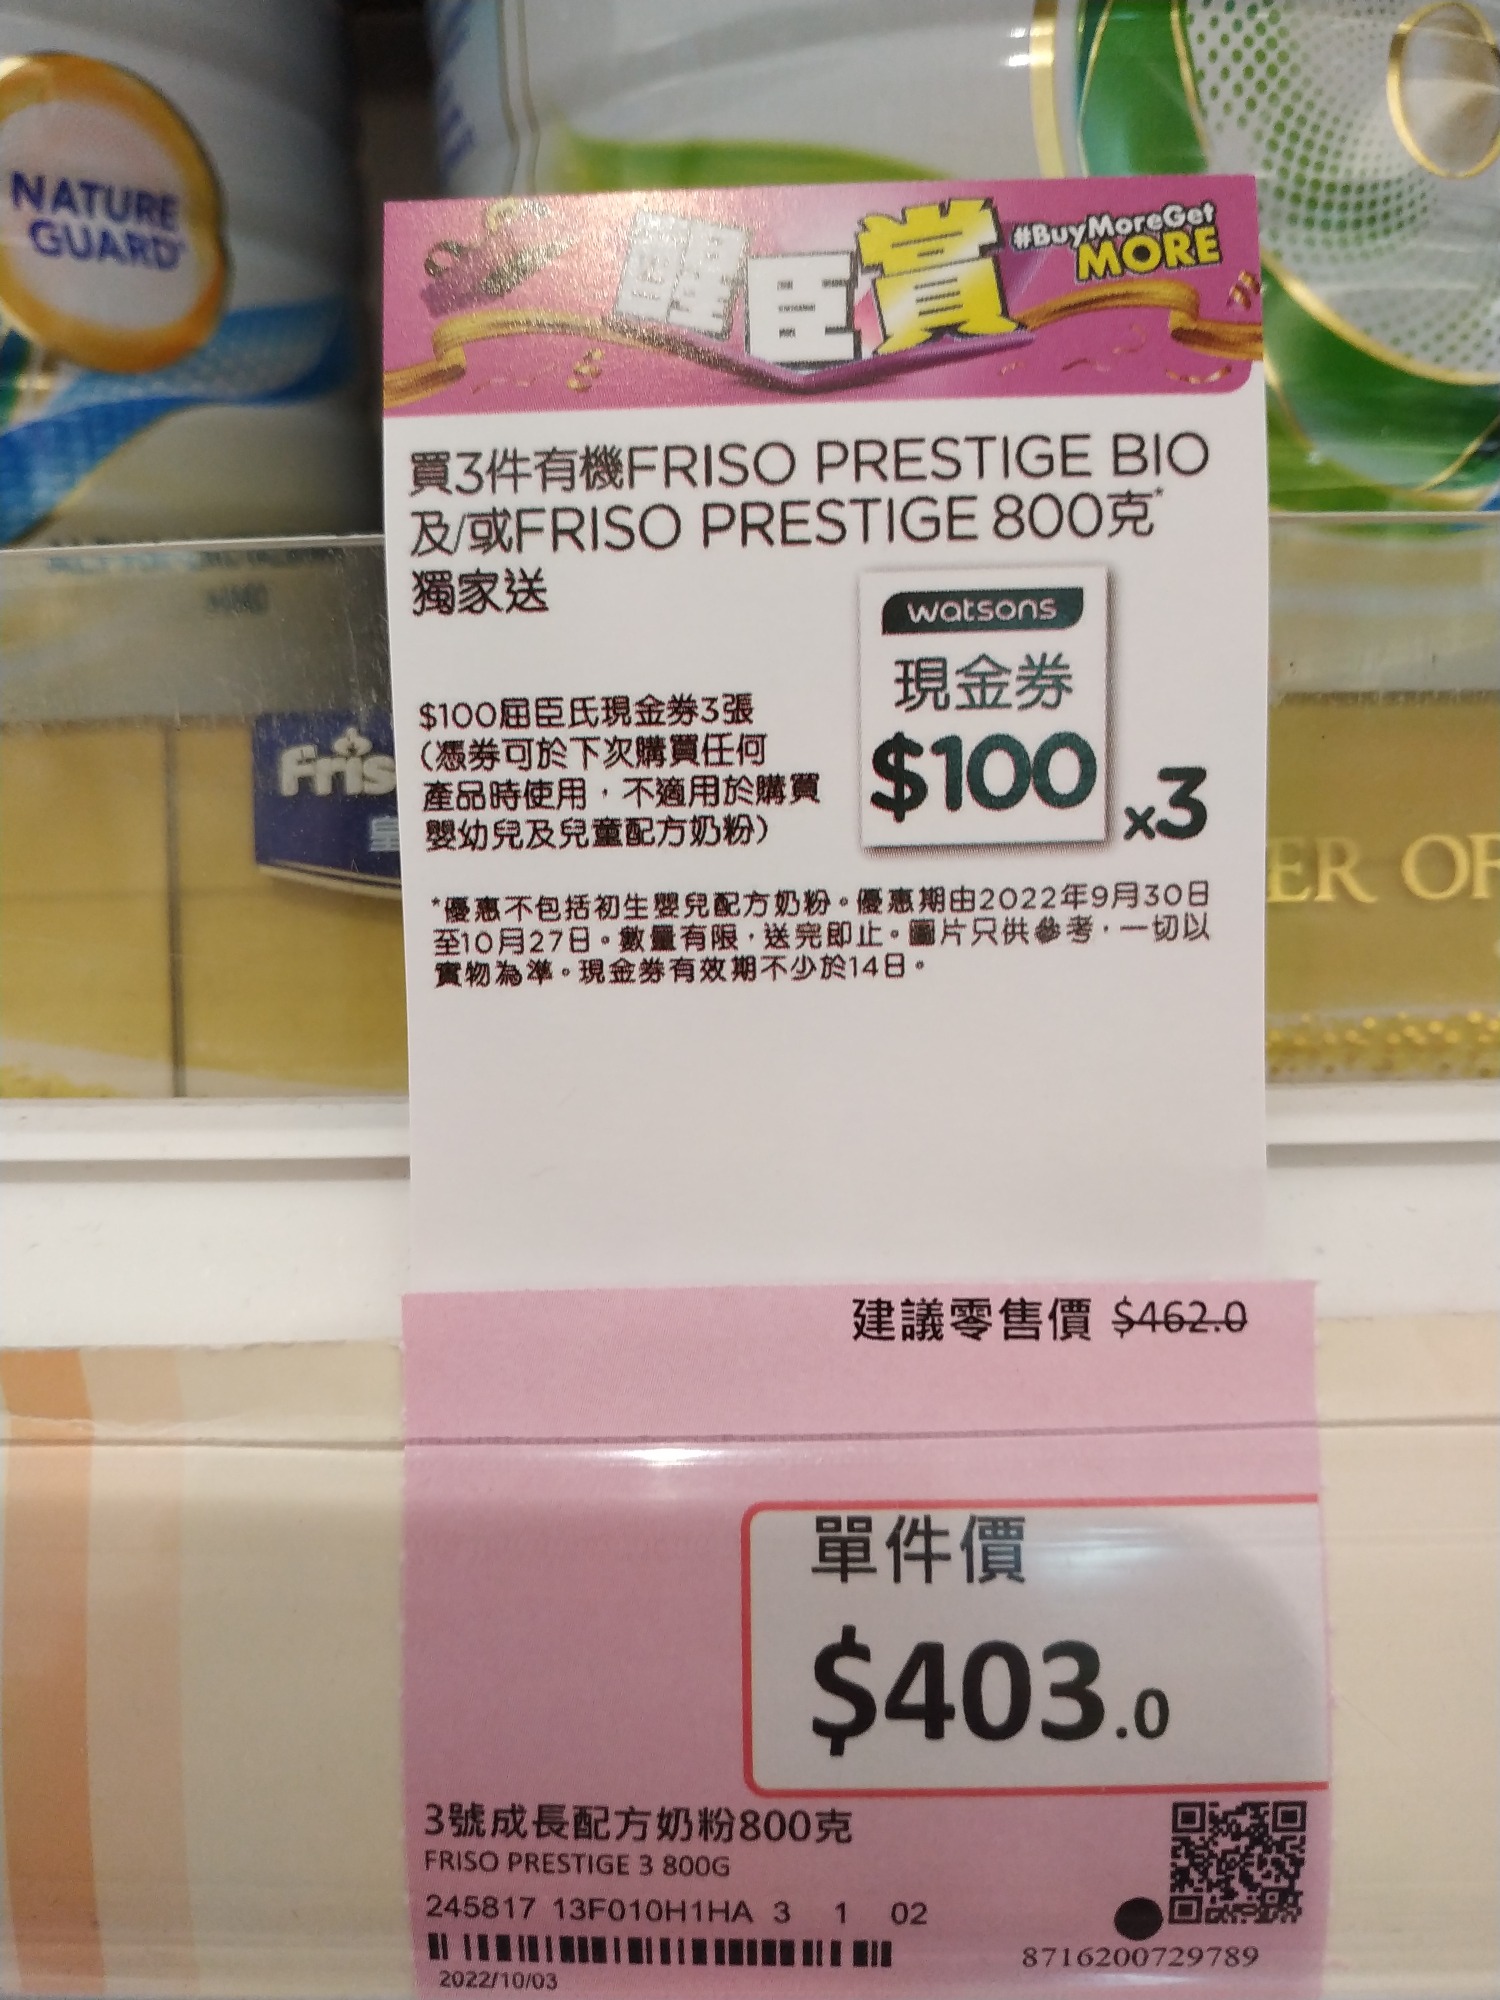 NATURE
GUARD
屈臣賞
#BuyMoreGet
MORE
買3件有機FRISO PRESTIGE BIO
及/或FRISO PRESTIGE 800克*
獨家送
$100屈臣氏現金券3張
(憑券可於下次購買任何
產品時使用，不適用於購買
嬰幼兒及兒童配方奶粉)
watsons
現金券
$100
x3
*優惠不包括初生嬰兒配方奶粉。優惠期由2022年9月30日
至10月27日。數量有限，送完即止。圖片只供參考，一切以
實物為準。現金券有效期不少於14日。
Fris
ER OF
建議零售價 $462.0
單件價
$403.0
3號成長配方奶粉800克
FRISO PRESTIGE 3 800G
245817 13F010H1HA 3 1 02
8716200729789
2022/10/03